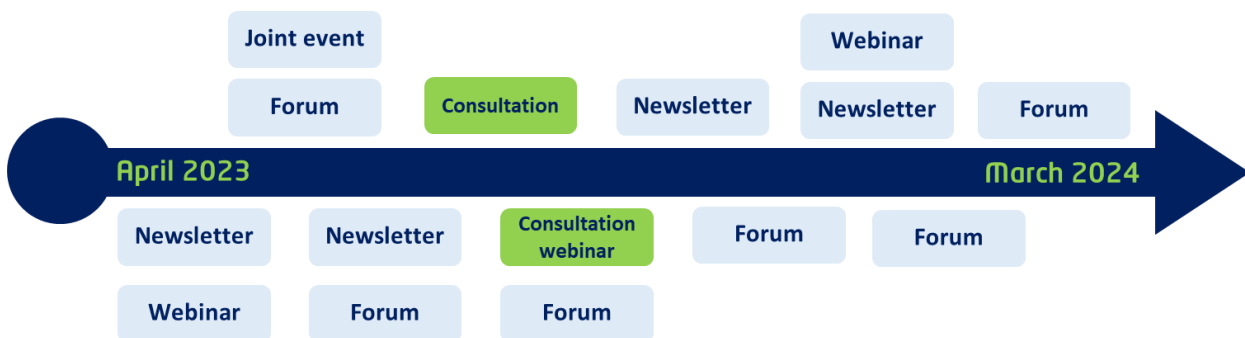 Joint event
Webinar
Forum
Consultation
Newsletter
Newsletter
Forum
April 2023
March 2024
Newsletter
Newsletter
Consultation
webinar
Forum
Forum
Webinar
Forum
Forum